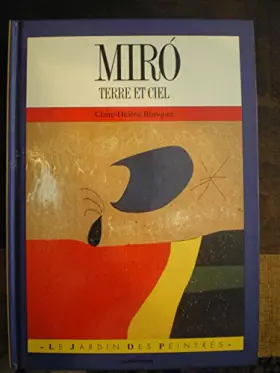 MIRÓ
TERRE ET CIEL
Claire-Hélène Blanquet
- LE JARDIN DES PEINTRES -